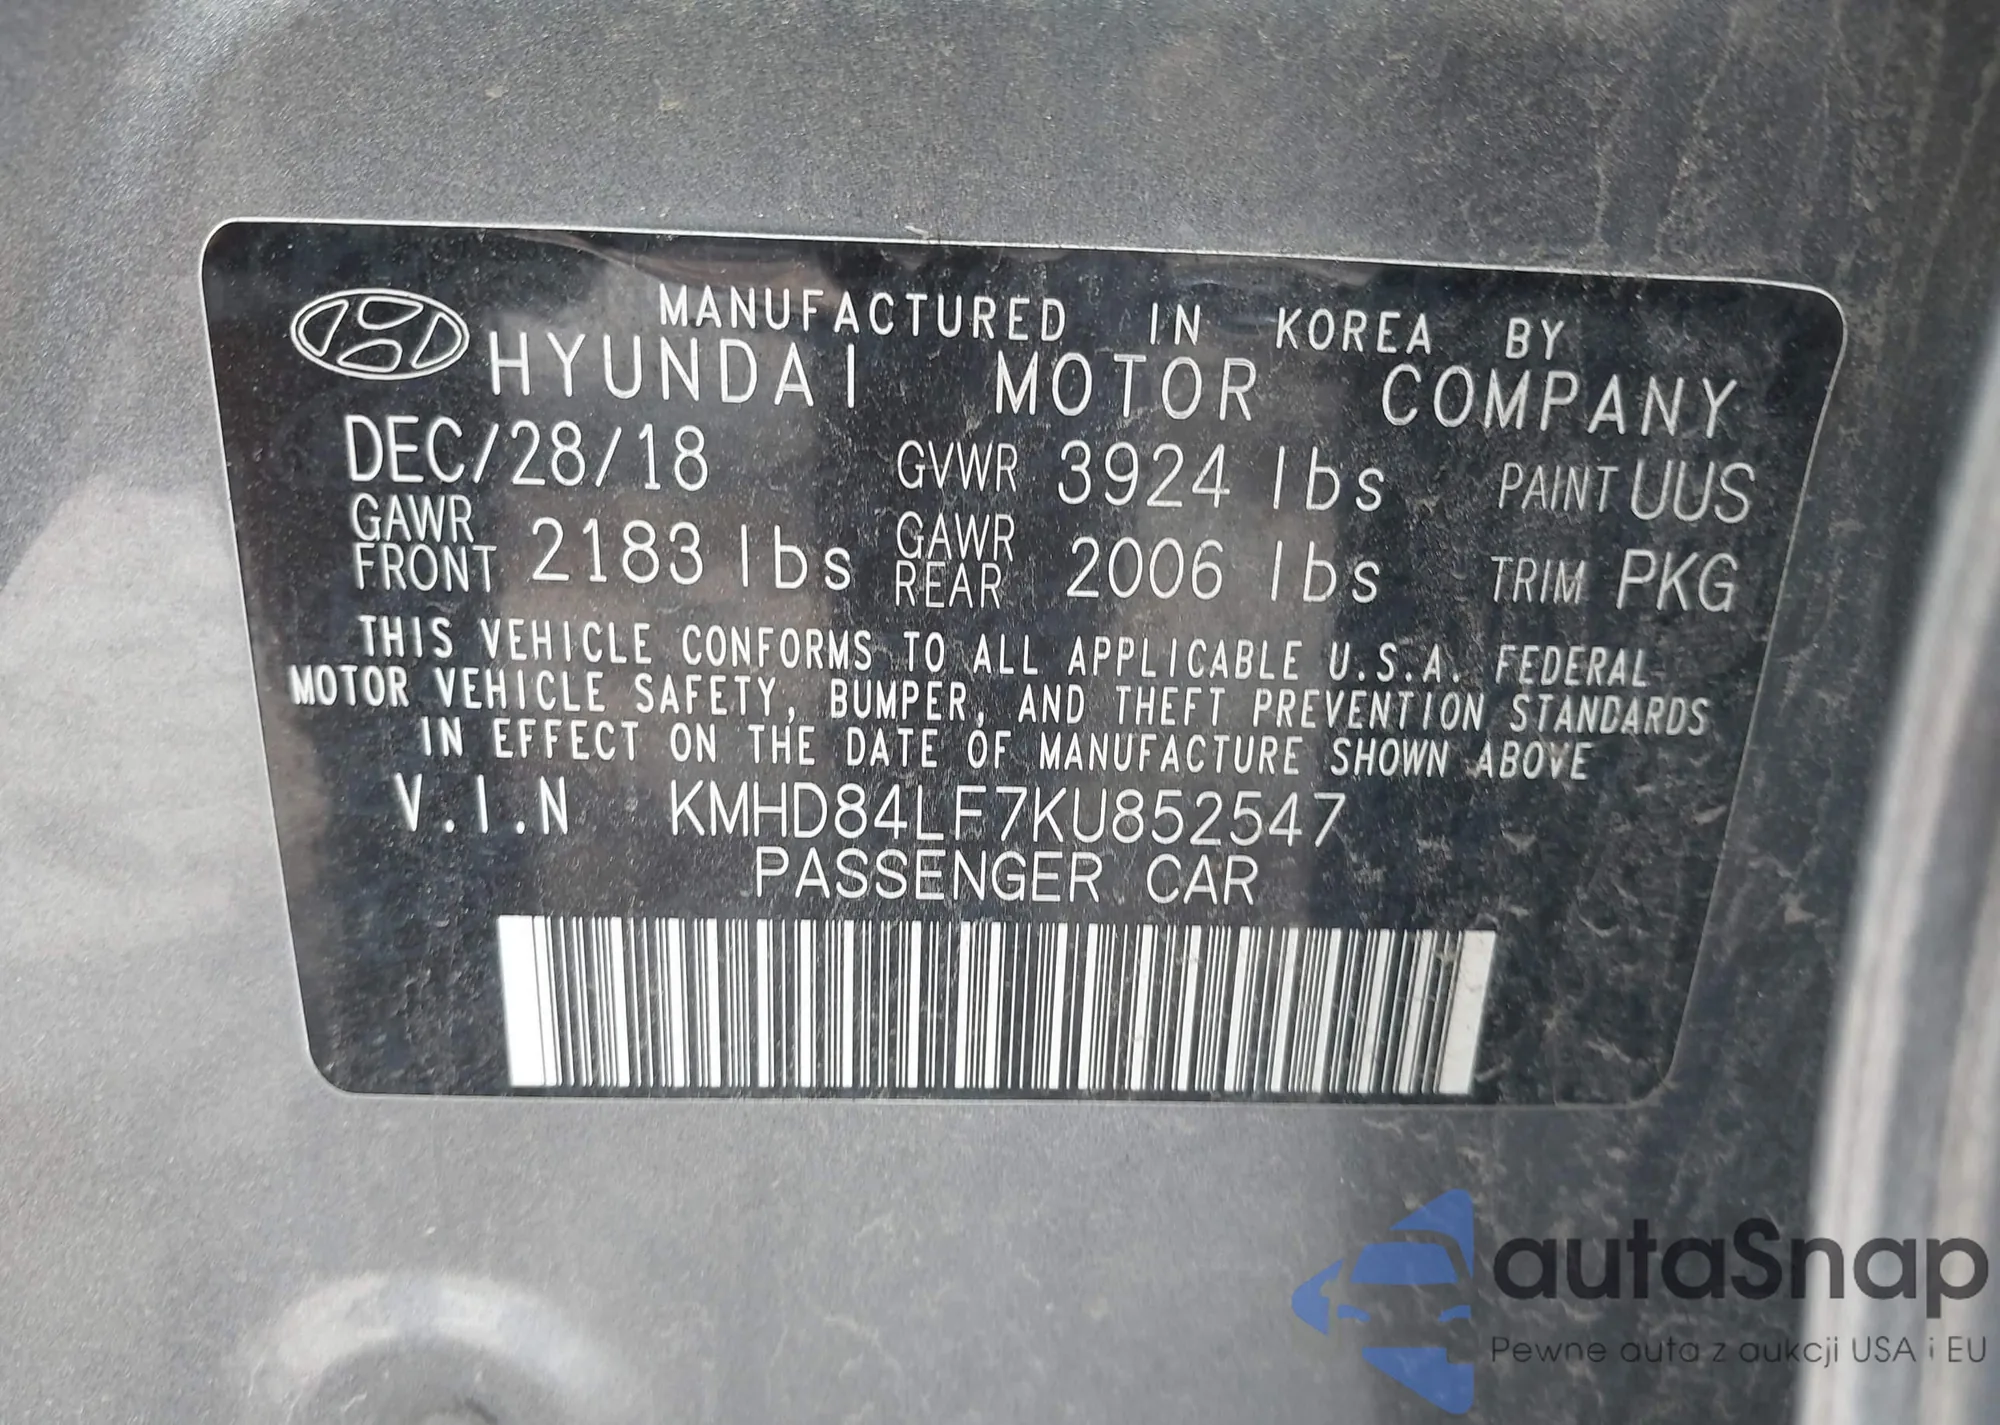 MANUFACTURED IN KOREA BY
HYUNDAI MOTOR COMPANY
DEC/28/18 GVWR 3924 lbs PAINT UUS
GAWR FRONT 2183 lbs GAWR REAR 2006 lbs TRIM PKG
THIS VEHICLE CONFORMS TO ALL APPLICABLE U.S.A. FEDERAL
MOTOR VEHICLE SAFETY, BUMPER, AND THEFT PREVENTION STANDARDS
IN EFFECT ON THE DATE OF MANUFACTURE SHOWN ABOVE
V.I.N KMHD84LF7KU852547
PASSENGER CAR
autaSnap
Pewne auta z aukcji USA i EU